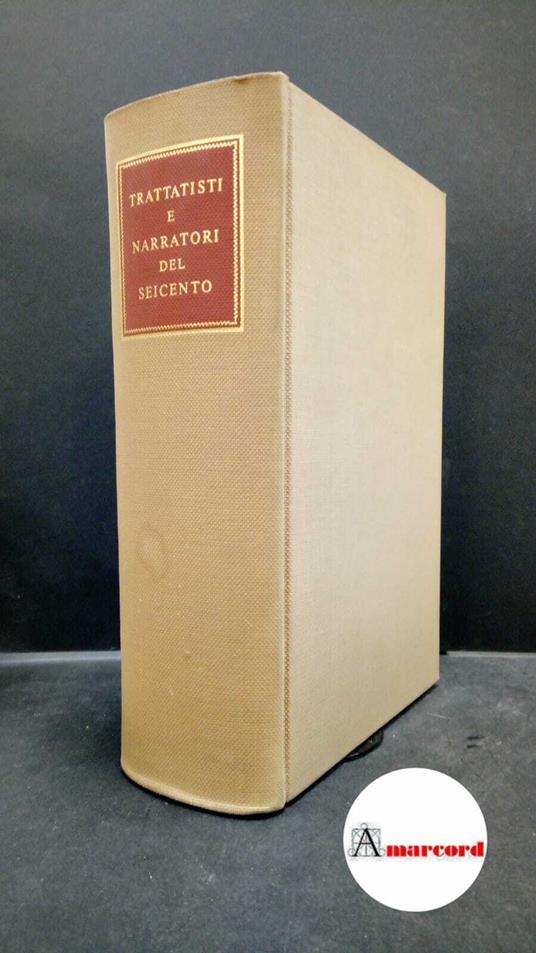 TRATTATISTI
E
NARRATORI
DEL
SEICENTO
Amarcord